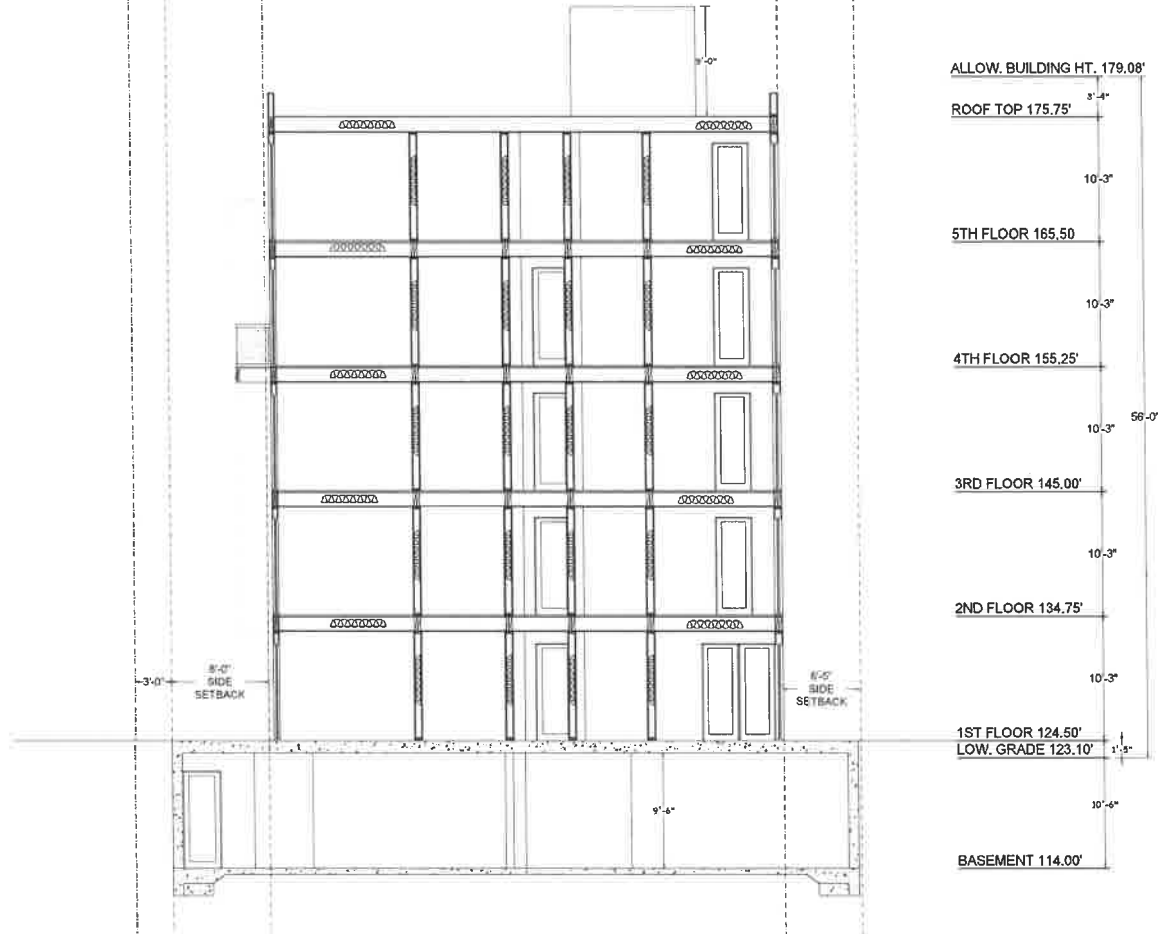 9'-0"
ALLOW. BUILDING HT. 179.08'
3'-4"
ROOF TOP 175.75'
10'-3"
5TH FLOOR 165.50
10'-3"
4TH FLOOR 155.25'
10'-3"
56'-0"
3RD FLOOR 145.00'
10'-3"
2ND FLOOR 134.75'
3'-0"
8'-0"
SIDE
SETBACK
SIDE
SETBACK
10'-3"
1ST FLOOR 124.50'
LOW. GRADE 123.10'
1'-5"
9'-6"
10'-6"
BASEMENT 114.00'